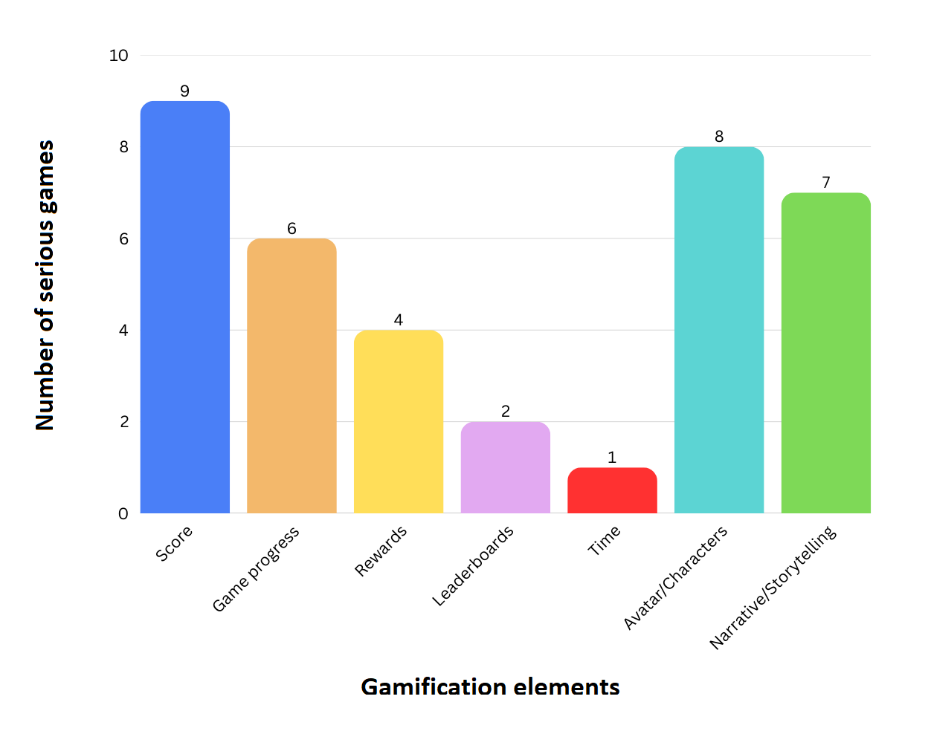 Number of serious games
10
8
6
4
2
0
9
6
4
2
1
8
7
Score
Game progress
Rewards
Leaderboards
Time
Avatar/Characters
Narrative/Storytelling
Gamification elements